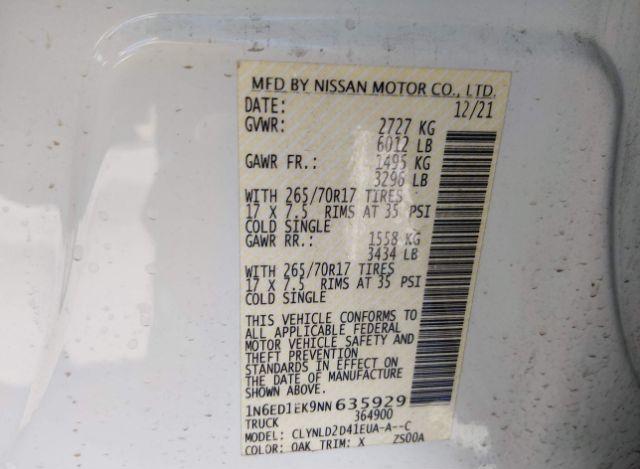 MFD BY NISSAN MOTOR CO., LTD.
DATE: 12/21
GVWR: 2727 KG
6012 LB
GAWR FR.: 1495 KG
3296 LB
WITH 265/70R17 TIRES
17 X 7.5 RIMS AT 35 PSI
COLD SINGLE
GAWR RR.: 1558 KG
3434 LB
WITH 265/70R17 TIRES
17 X 7.5 RIMS AT 35 PSI
COLD SINGLE
THIS VEHICLE CONFORMS TO
ALL APPLICABLE FEDERAL
MOTOR VEHICLE SAFETY AND
THEFT PREVENTION
STANDARDS IN EFFECT ON
THE DATE OF MANUFACTURE
SHOWN ABOVE.
1N6ED1EK9NN635929
TRUCK 364900
MODEL: CLYNLD2D41EUA-A--C
COLOR: QAK TRIM: X ZS00A